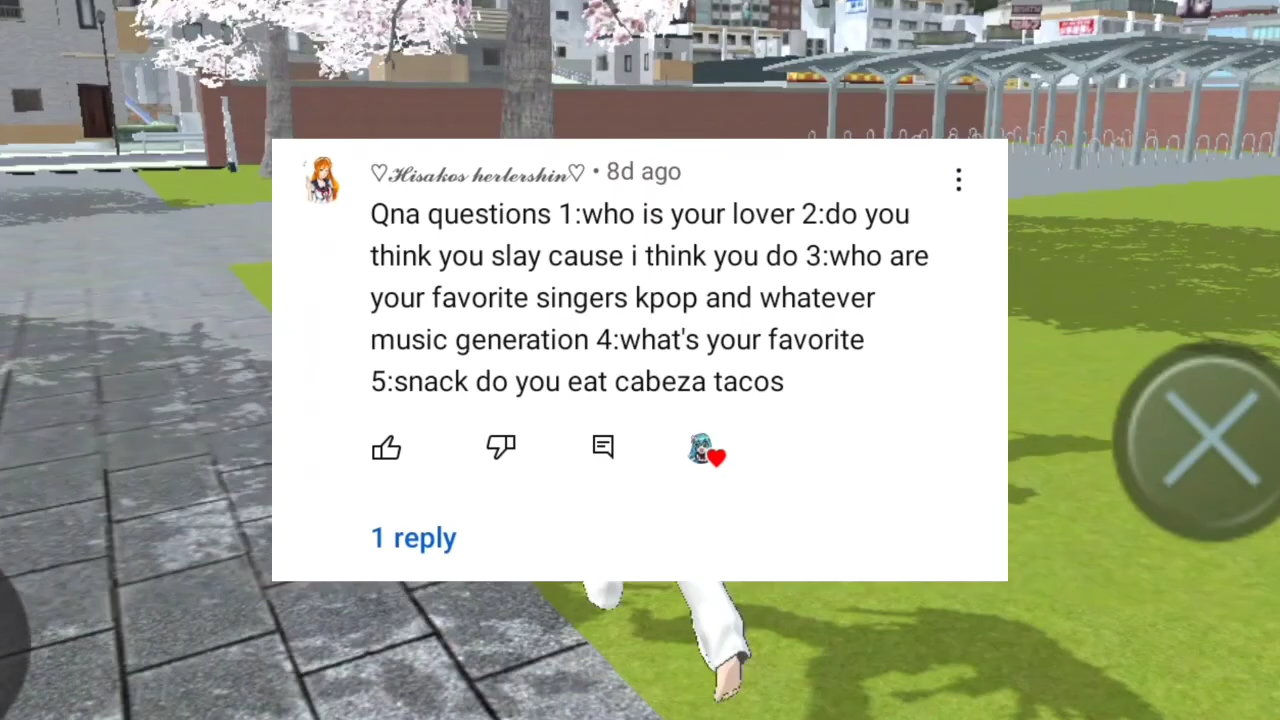 ♡𝓗𝓲𝓼𝓪𝓴𝓸𝓼 𝓱𝓮𝓻𝓵𝓮𝓻𝓼𝓱𝓲𝓷♡ • 8d ago
Qna questions 1:who is your lover 2:do you
think you slay cause i think you do 3:who are
your favorite singers kpop and whatever
music generation 4:what's your favorite
5:snack do you eat cabeza tacos
1 reply